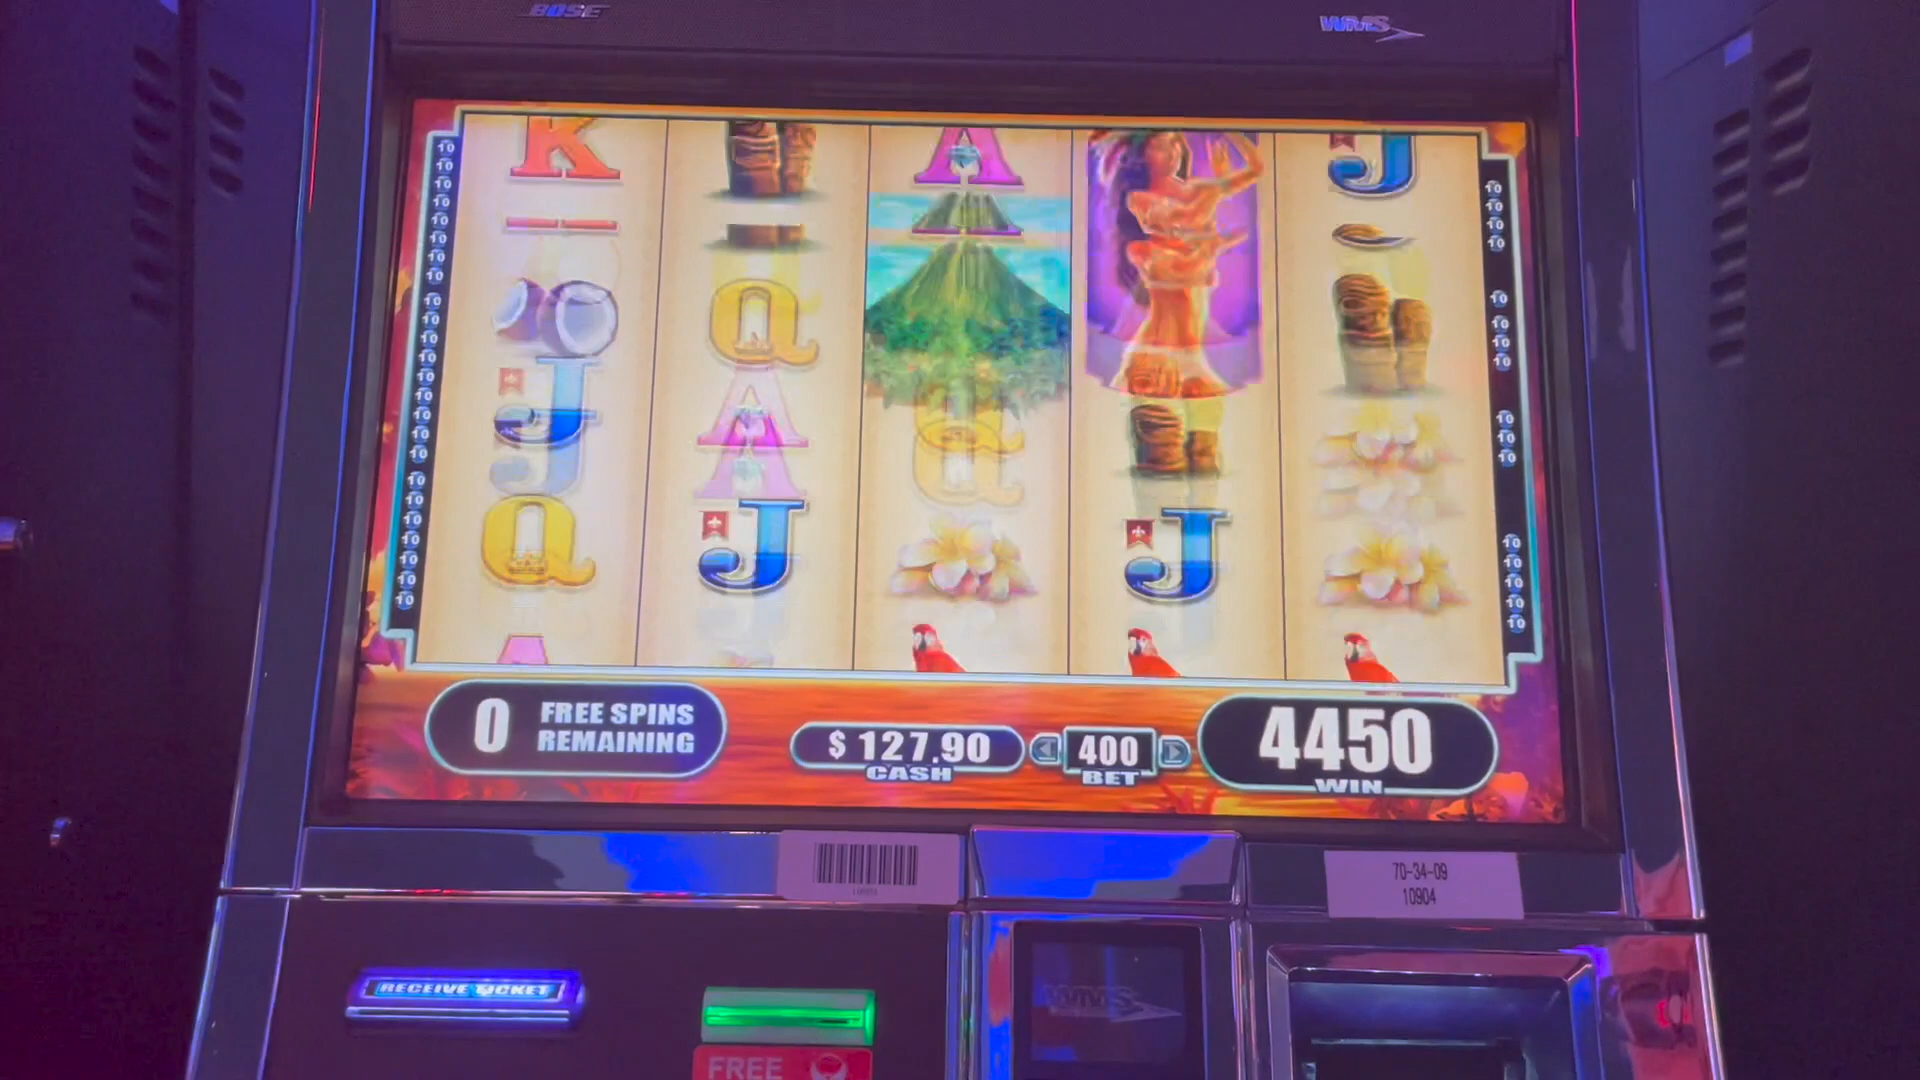 BOSE
WMS
K
A
J
Q
J
A
Q
J
A
Q
J
J
A
0 FREE SPINS
REMAINING
$ 127.90
CASH
400
BET
4450
WIN
70-34-09
10904
RECEIVE TICKET
WMS
FREE